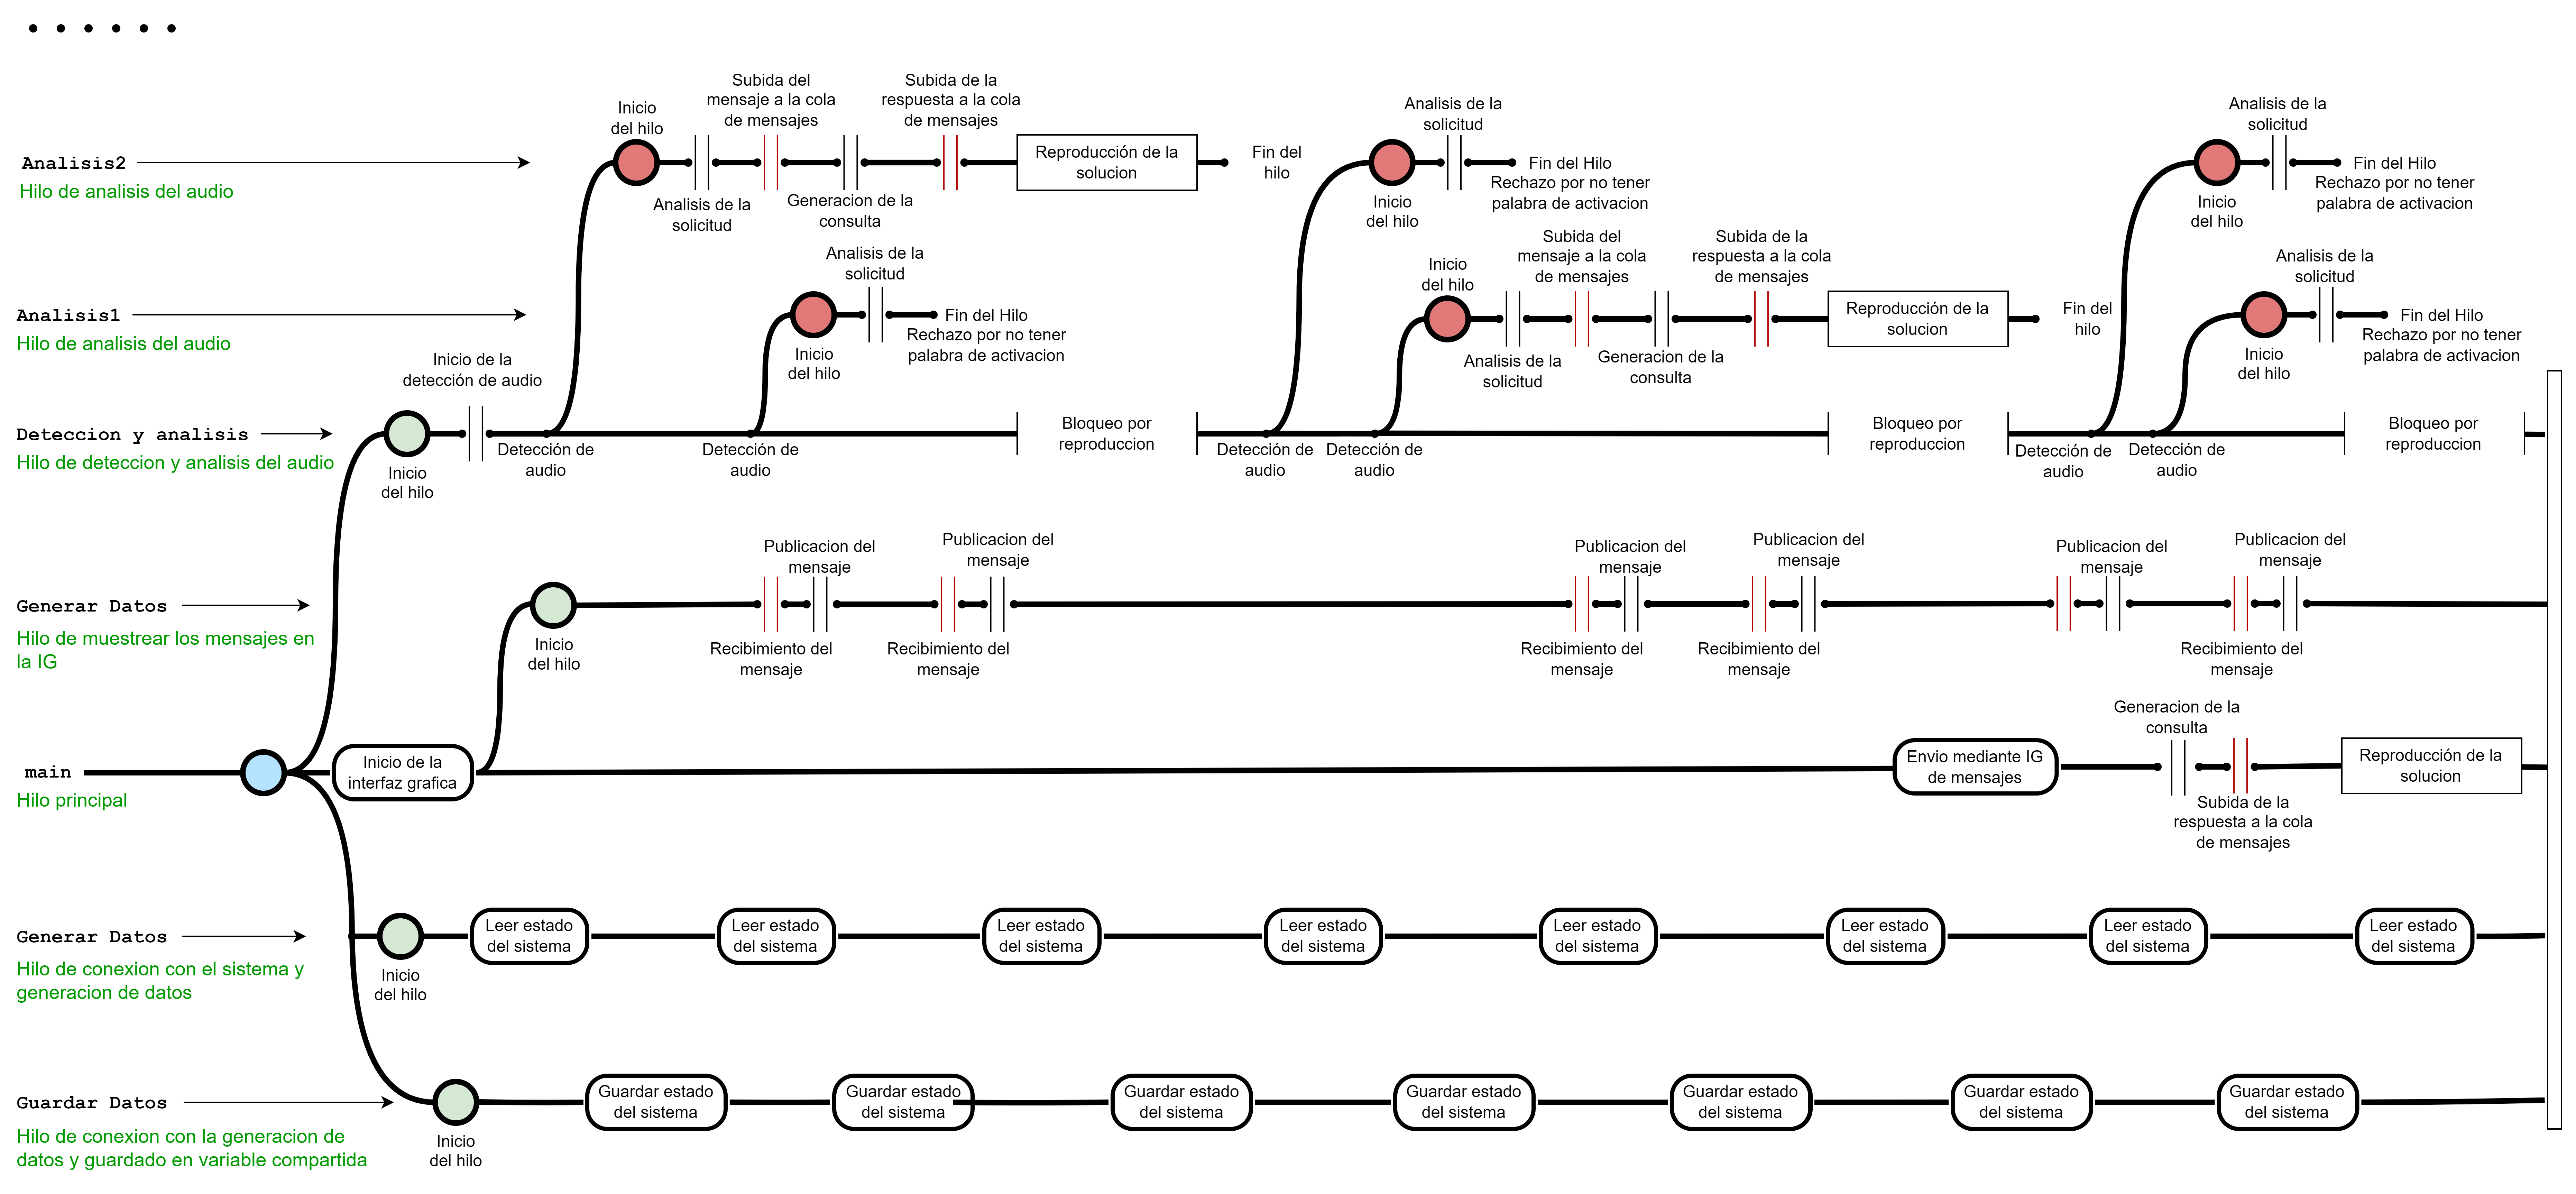 Subida del
mensaje a la cola
de mensajes
Subida de la
respuesta a la cola
de mensajes
Inicio
del hilo
Analisis de la
solicitud
Analisis de la
solicitud
Analisis2
Hilo de analisis del audio
Reproducción de la
solucion
Fin del
hilo
Analisis de la
solicitud
Generacion de la
consulta
Inicio
del hilo
Fin del Hilo
Rechazo por no tener
palabra de activacion
Inicio
del hilo
Fin del Hilo
Rechazo por no tener
palabra de activacion
Analisis1
Hilo de analisis del audio
Analisis de la
solicitud
Inicio
del hilo
Fin del Hilo
Rechazo por no tener
palabra de activacion
Inicio
del hilo
Subida del
mensaje a la cola
de mensajes
Subida de la
respuesta a la cola
de mensajes
Analisis de la
solicitud
Generacion de la
consulta
Reproducción de la
solucion
Fin del
hilo
Analisis de la
solicitud
Inicio
del hilo
Fin del Hilo
Rechazo por no tener
palabra de activacion
Inicio de la
detección de audio
Deteccion y analisis
Hilo de deteccion y analisis del audio
Inicio
del hilo
Detección de
audio
Detección de
audio
Bloqueo por
reproduccion
Detección de
audio
Detección de
audio
Bloqueo por
reproduccion
Detección de
audio
Detección de
audio
Bloqueo por
reproduccion
Generar Datos
Hilo de muestrear los mensajes en
la IG
Inicio
del hilo
Publicacion del
mensaje
Publicacion del
mensaje
Recibimiento del
mensaje
Recibimiento del
mensaje
Publicacion del
mensaje
Publicacion del
mensaje
Recibimiento del
mensaje
Recibimiento del
mensaje
Publicacion del
mensaje
Publicacion del
mensaje
Recibimiento del
mensaje
main
Hilo principal
Inicio de la
interfaz grafica
Envio mediante IG
de mensajes
Generacion de la
consulta
Subida de la
respuesta a la cola
de mensajes
Reproducción de la
solucion
Generar Datos
Hilo de conexion con el sistema y
generacion de datos
Inicio
del hilo
Leer estado
del sistema
Leer estado
del sistema
Leer estado
del sistema
Leer estado
del sistema
Leer estado
del sistema
Leer estado
del sistema
Leer estado
del sistema
Leer estado
del sistema
Guardar Datos
Hilo de conexion con la generacion de
datos y guardado en variable compartida
Inicio
del hilo
Guardar estado
del sistema
Guardar estado
del sistema
Guardar estado
del sistema
Guardar estado
del sistema
Guardar estado
del sistema
Guardar estado
del sistema
Guardar estado
del sistema